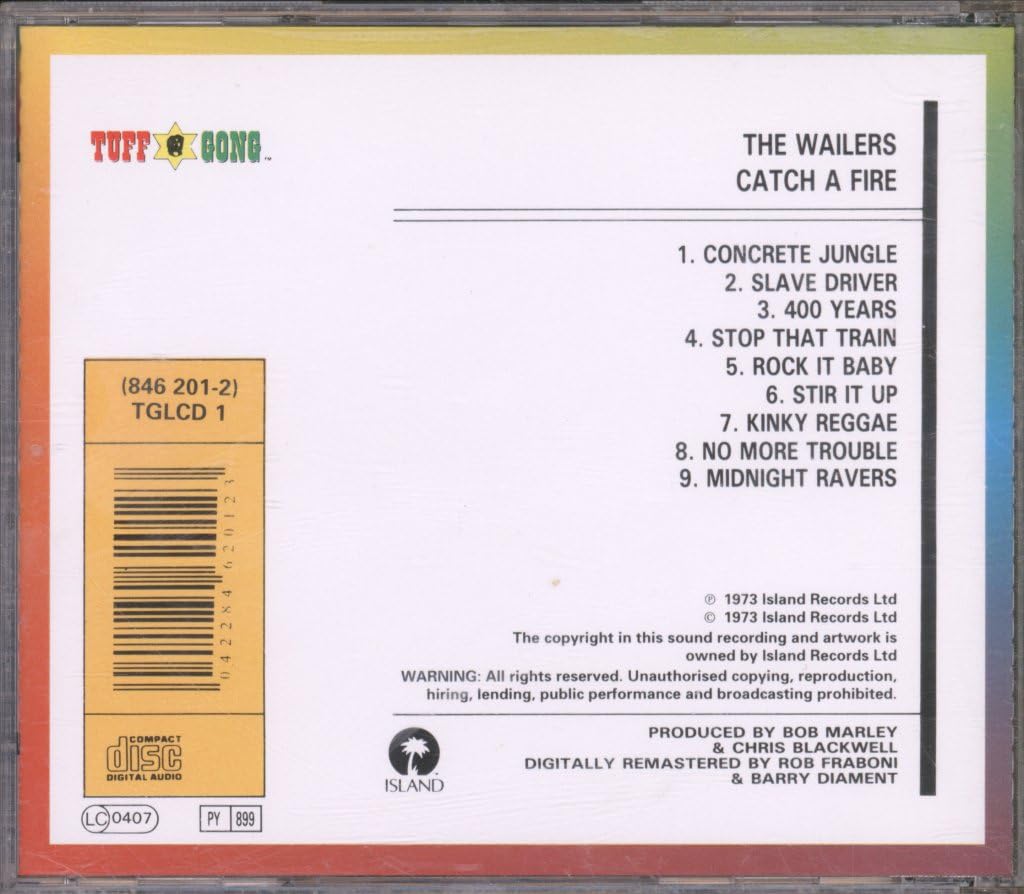 TUFF GONG™
THE WAILERS
CATCH A FIRE
1. CONCRETE JUNGLE
2. SLAVE DRIVER
3. 400 YEARS
4. STOP THAT TRAIN
5. ROCK IT BABY
6. STIR IT UP
7. KINKY REGGAE
8. NO MORE TROUBLE
9. MIDNIGHT RAVERS
(846 201-2)
TGLCD 1
042284620123
COMPACT
disc
DIGITAL AUDIO
LC 0407
PY 899
℗ 1973 Island Records Ltd
© 1973 Island Records Ltd
The copyright in this sound recording and artwork is
owned by Island Records Ltd
WARNING: All rights reserved. Unauthorised copying, reproduction,
hiring, lending, public performance and broadcasting prohibited.
ISLAND
PRODUCED BY BOB MARLEY
& CHRIS BLACKWELL
DIGITALLY REMASTERED BY ROB FRABONI
& BARRY DIAMENT